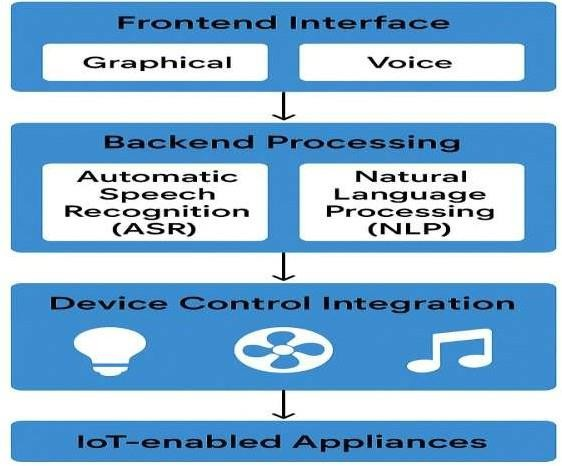 Frontend Interface
Graphical
Voice
Backend Processing
Automatic
Speech
Recognition
(ASR)
Natural
Language
Processing
(NLP)
Device Control Integration
IoT-enabled Appliances